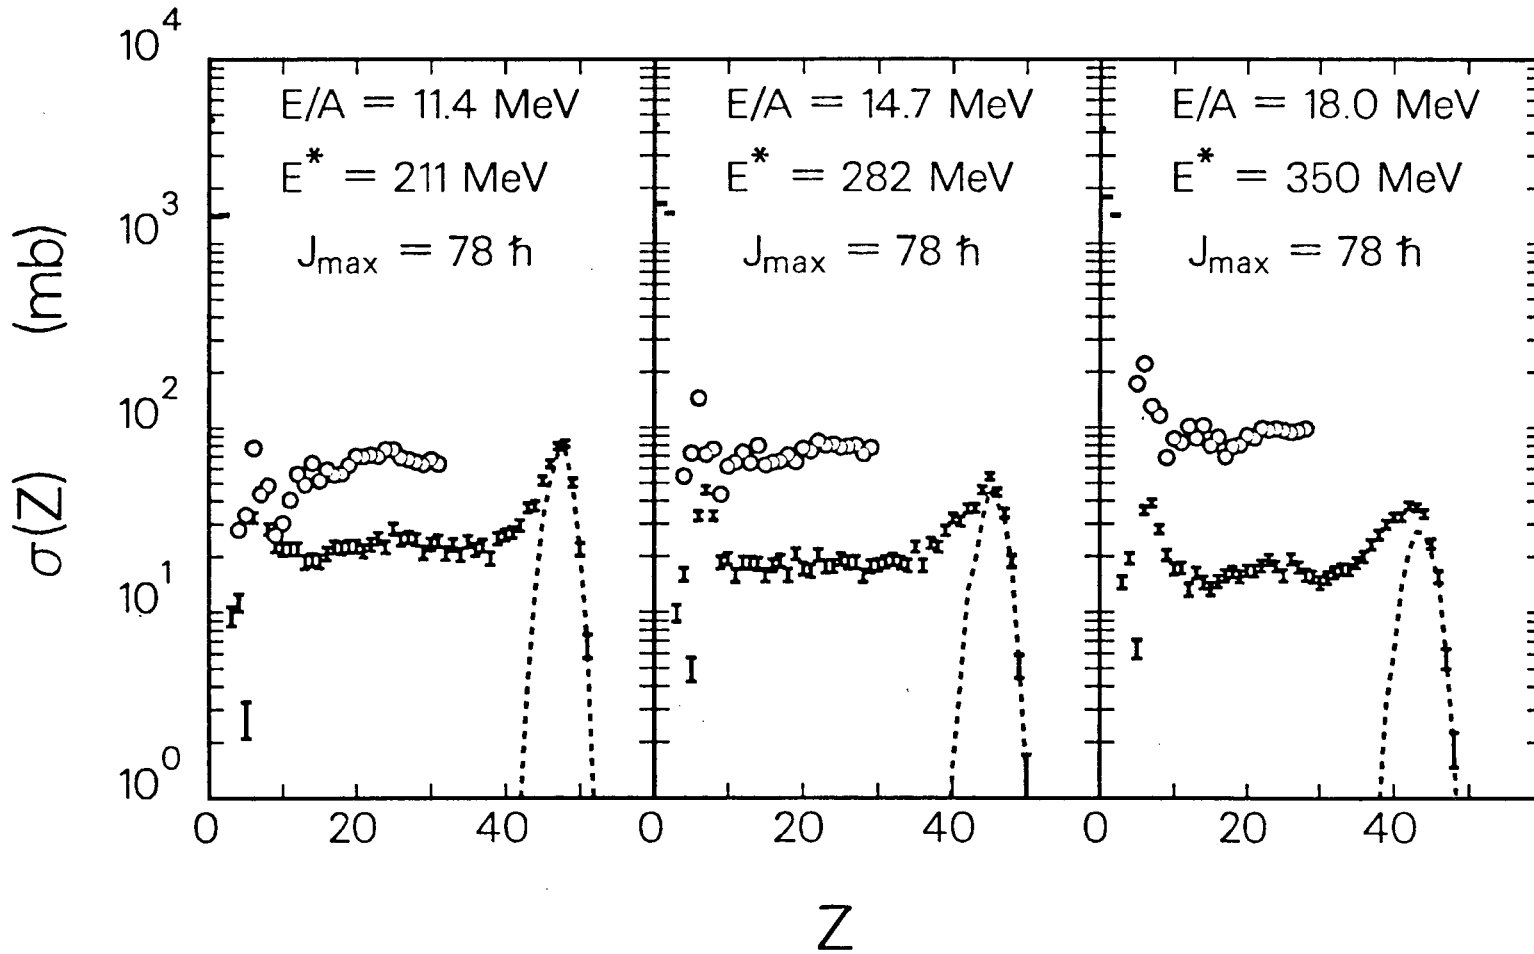 σ(Z) (mb)
10^4
10^3
10^2
10^1
10^0
E/A = 11.4 MeV
E* = 211 MeV
J_max = 78 ħ
E/A = 14.7 MeV
E* = 282 MeV
J_max = 78 ħ
E/A = 18.0 MeV
E* = 350 MeV
J_max = 78 ħ
0 20 40 0 20 40 0 20 40
Z